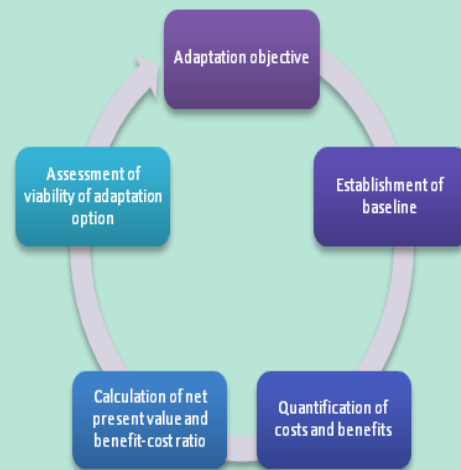 Adaptation objective
Establishment of
baseline
Quantification of
costs and benefits
Calculation of net
present value and
benefit-cost ratio
Assessment of
viability of adaptation
option